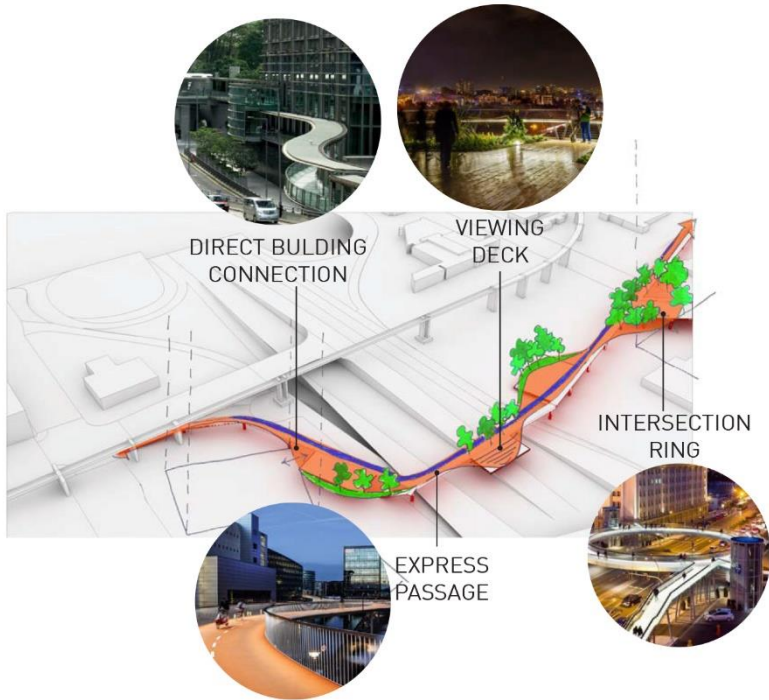 DIRECT BULDING
CONNECTION
VIEWING
DECK
INTERSECTION
RING
EXPRESS
PASSAGE